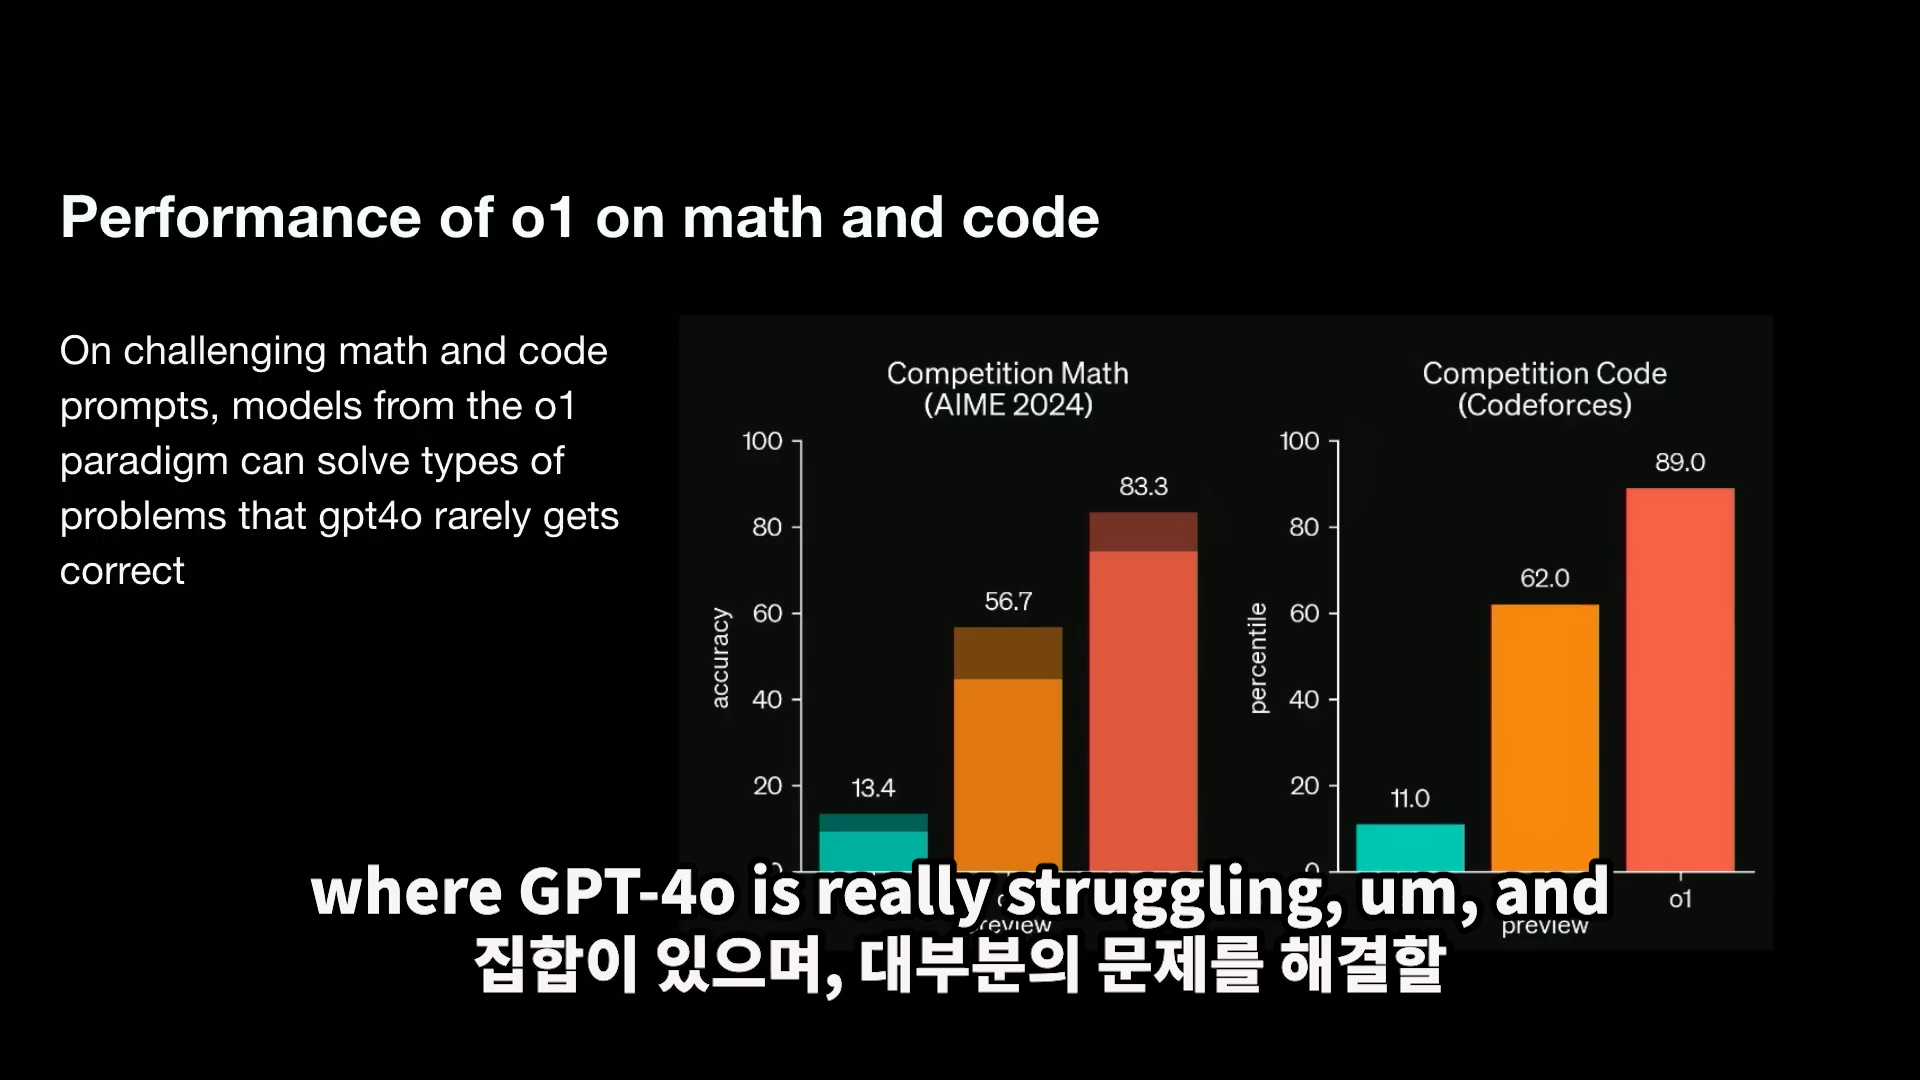 Performance of o1 on math and code
On challenging math and code
prompts, models from the o1
paradigm can solve types of
problems that gpt4o rarely gets
correct
Competition Math
(AIME 2024)
100
80
60
40
20
accuracy
13.4
56.7
83.3
Competition Code
(Codeforces)
100
80
60
40
20
0
percentile
11.0
62.0
89.0
o1
preview
preview
where GPT-4o is really struggling, um, and
집합이 있으며, 대부분의 문제를 해결할